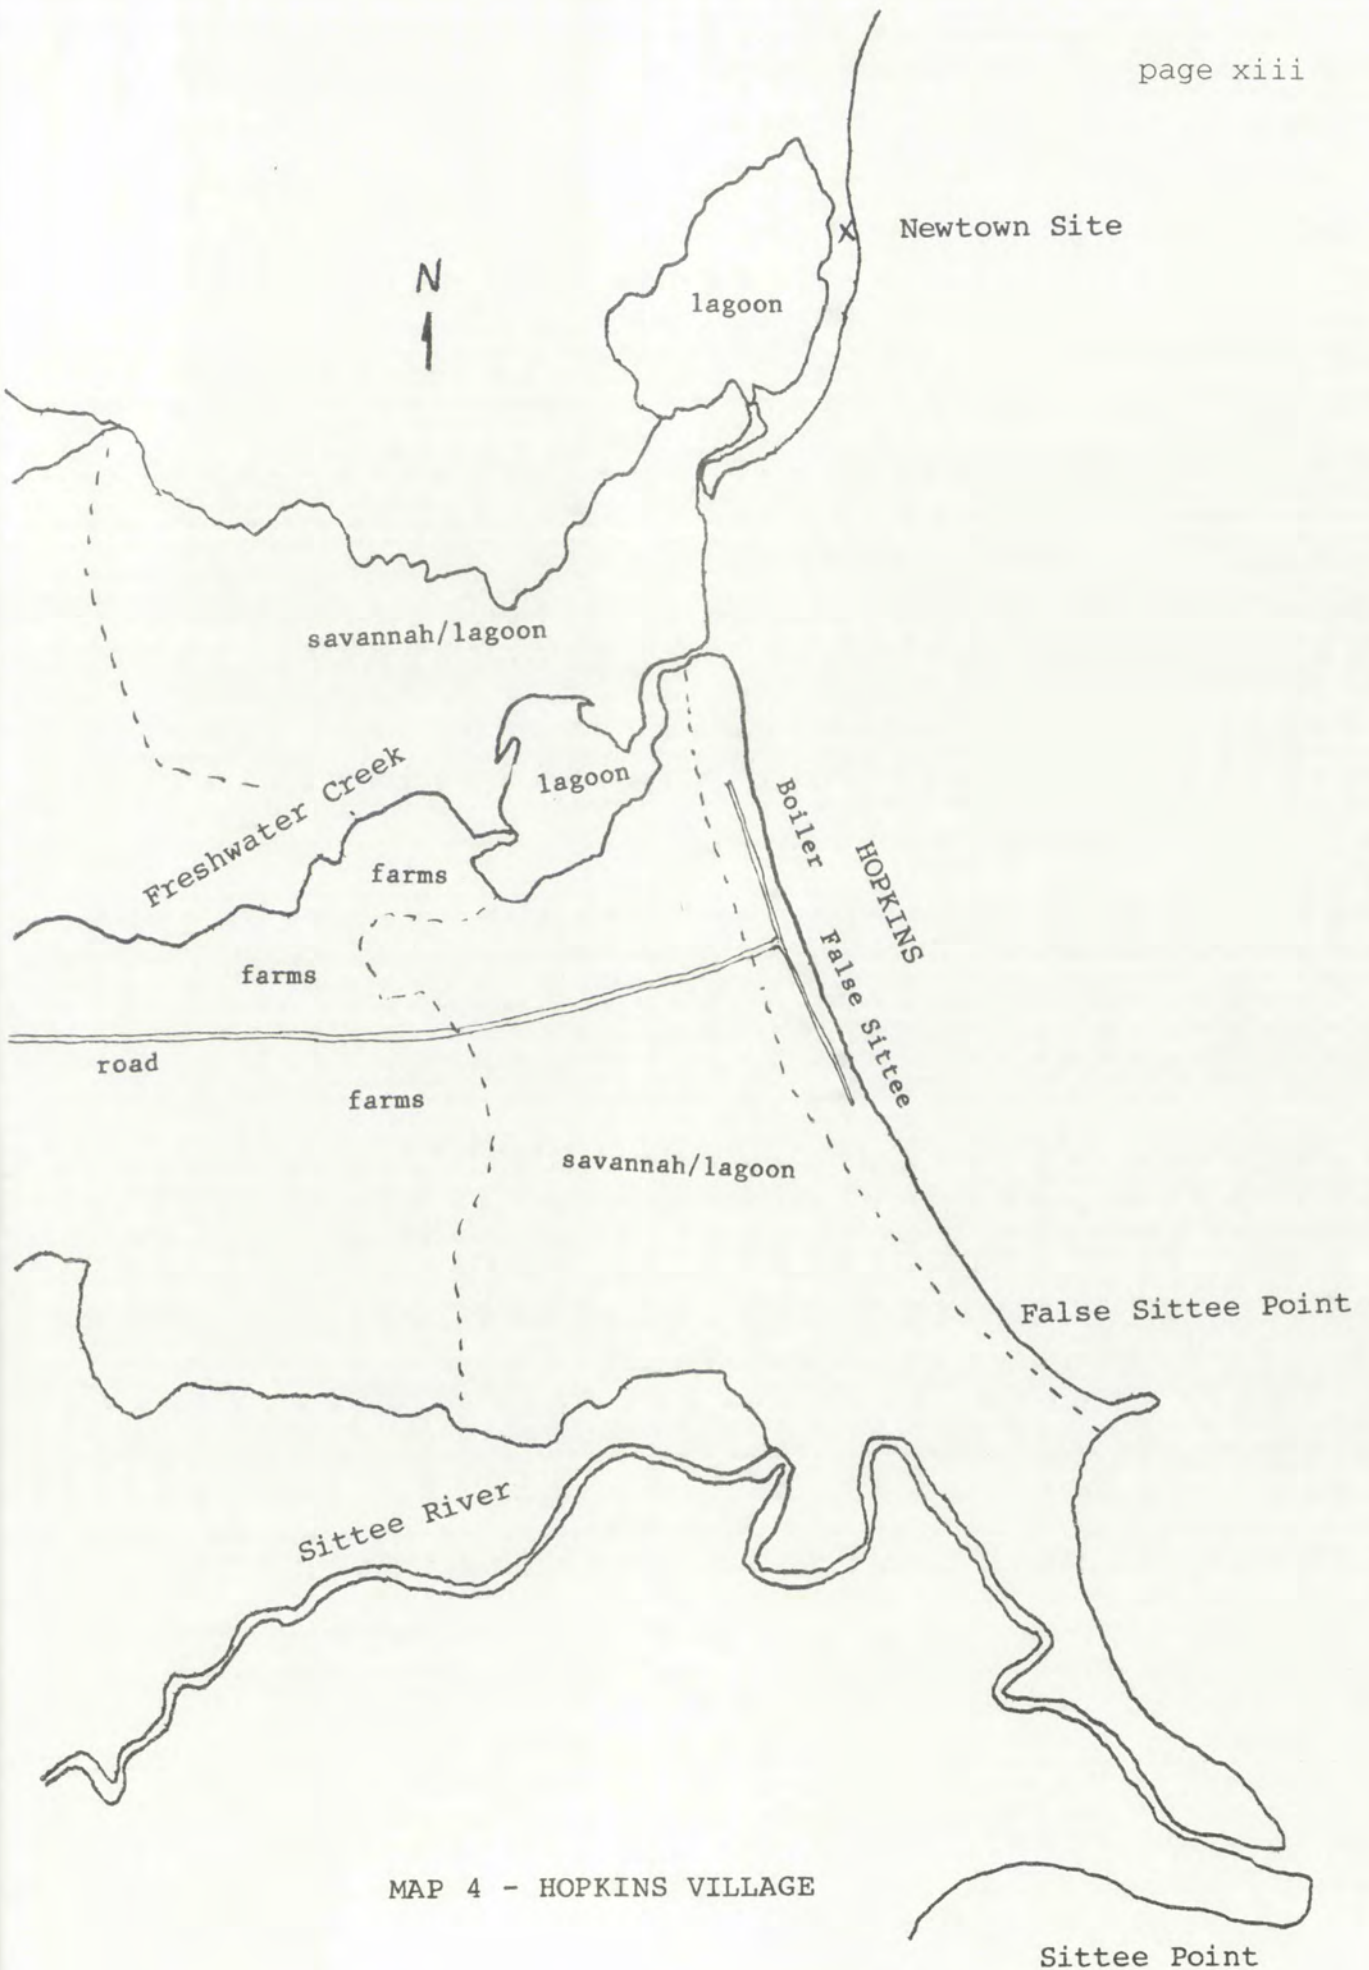 page xiii
Newtown Site
N
lagoon
savannah/lagoon
Freshwater Creek
lagoon
Boiler
HOPKINS
farms
False Sittee
farms
road
farms
savannah/lagoon
False Sittee Point
Sittee River
MAP 4 - HOPKINS VILLAGE
Sittee Point